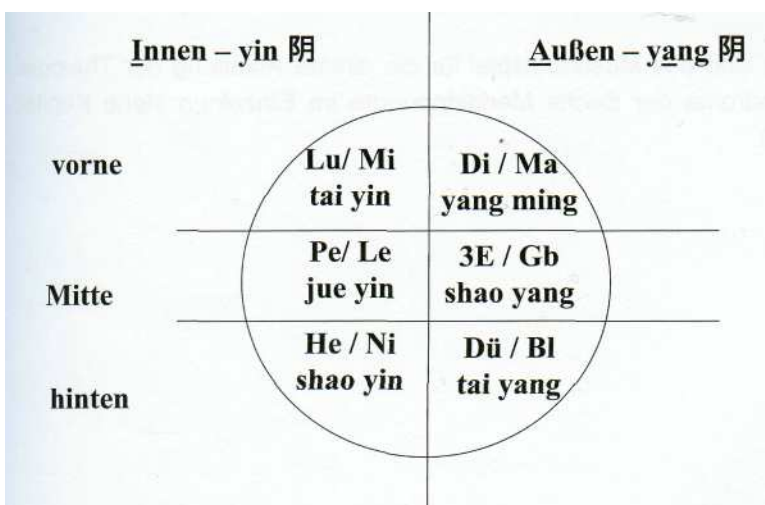 Innen – yin 阴
Außen – yang 阴
vorne
Lu/ Mi
tai yin
Di / Ma
yang ming
Mitte
Pe/ Le
jue yin
3E / Gb
shao yang
hinten
He / Ni
shao yin
Dü / Bl
tai yang